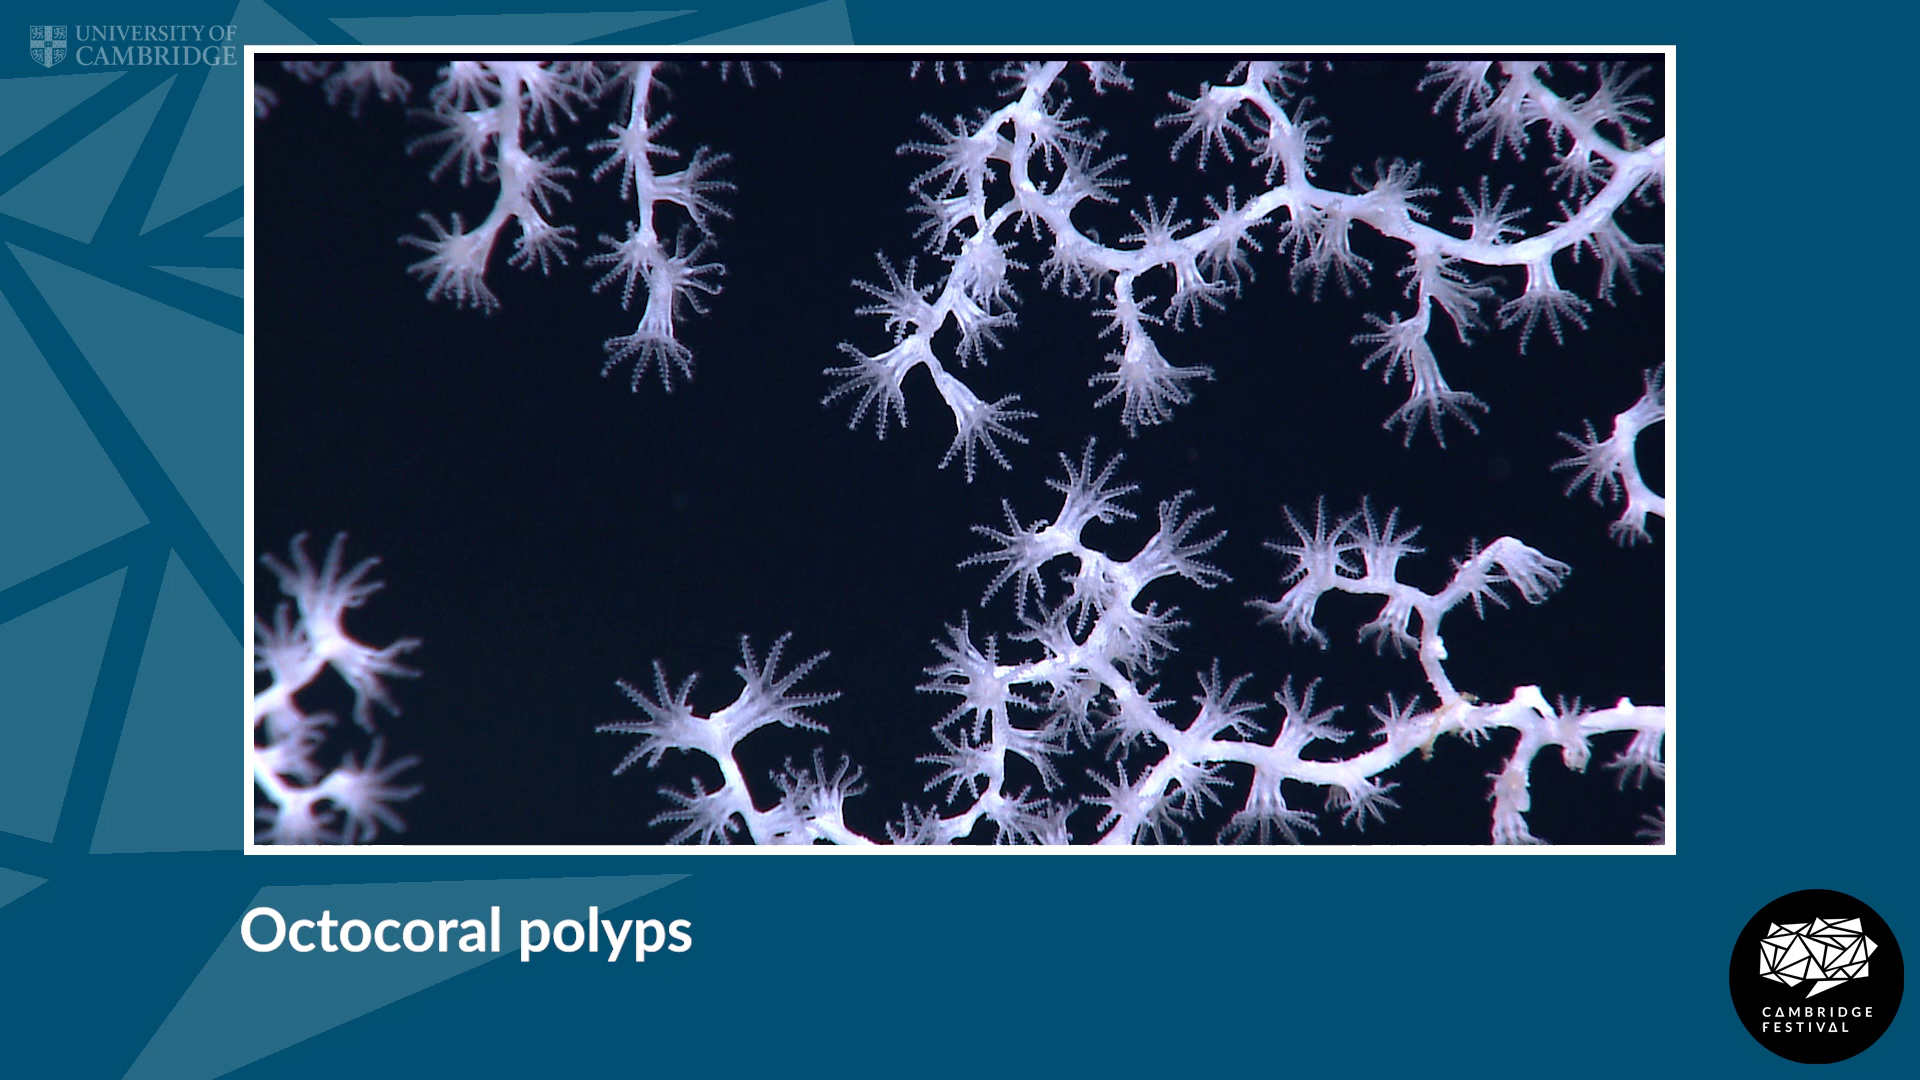 UNIVERSITY OF
CAMBRIDGE
Octocoral polyps
CAMBRIDGE
FESTIVAL